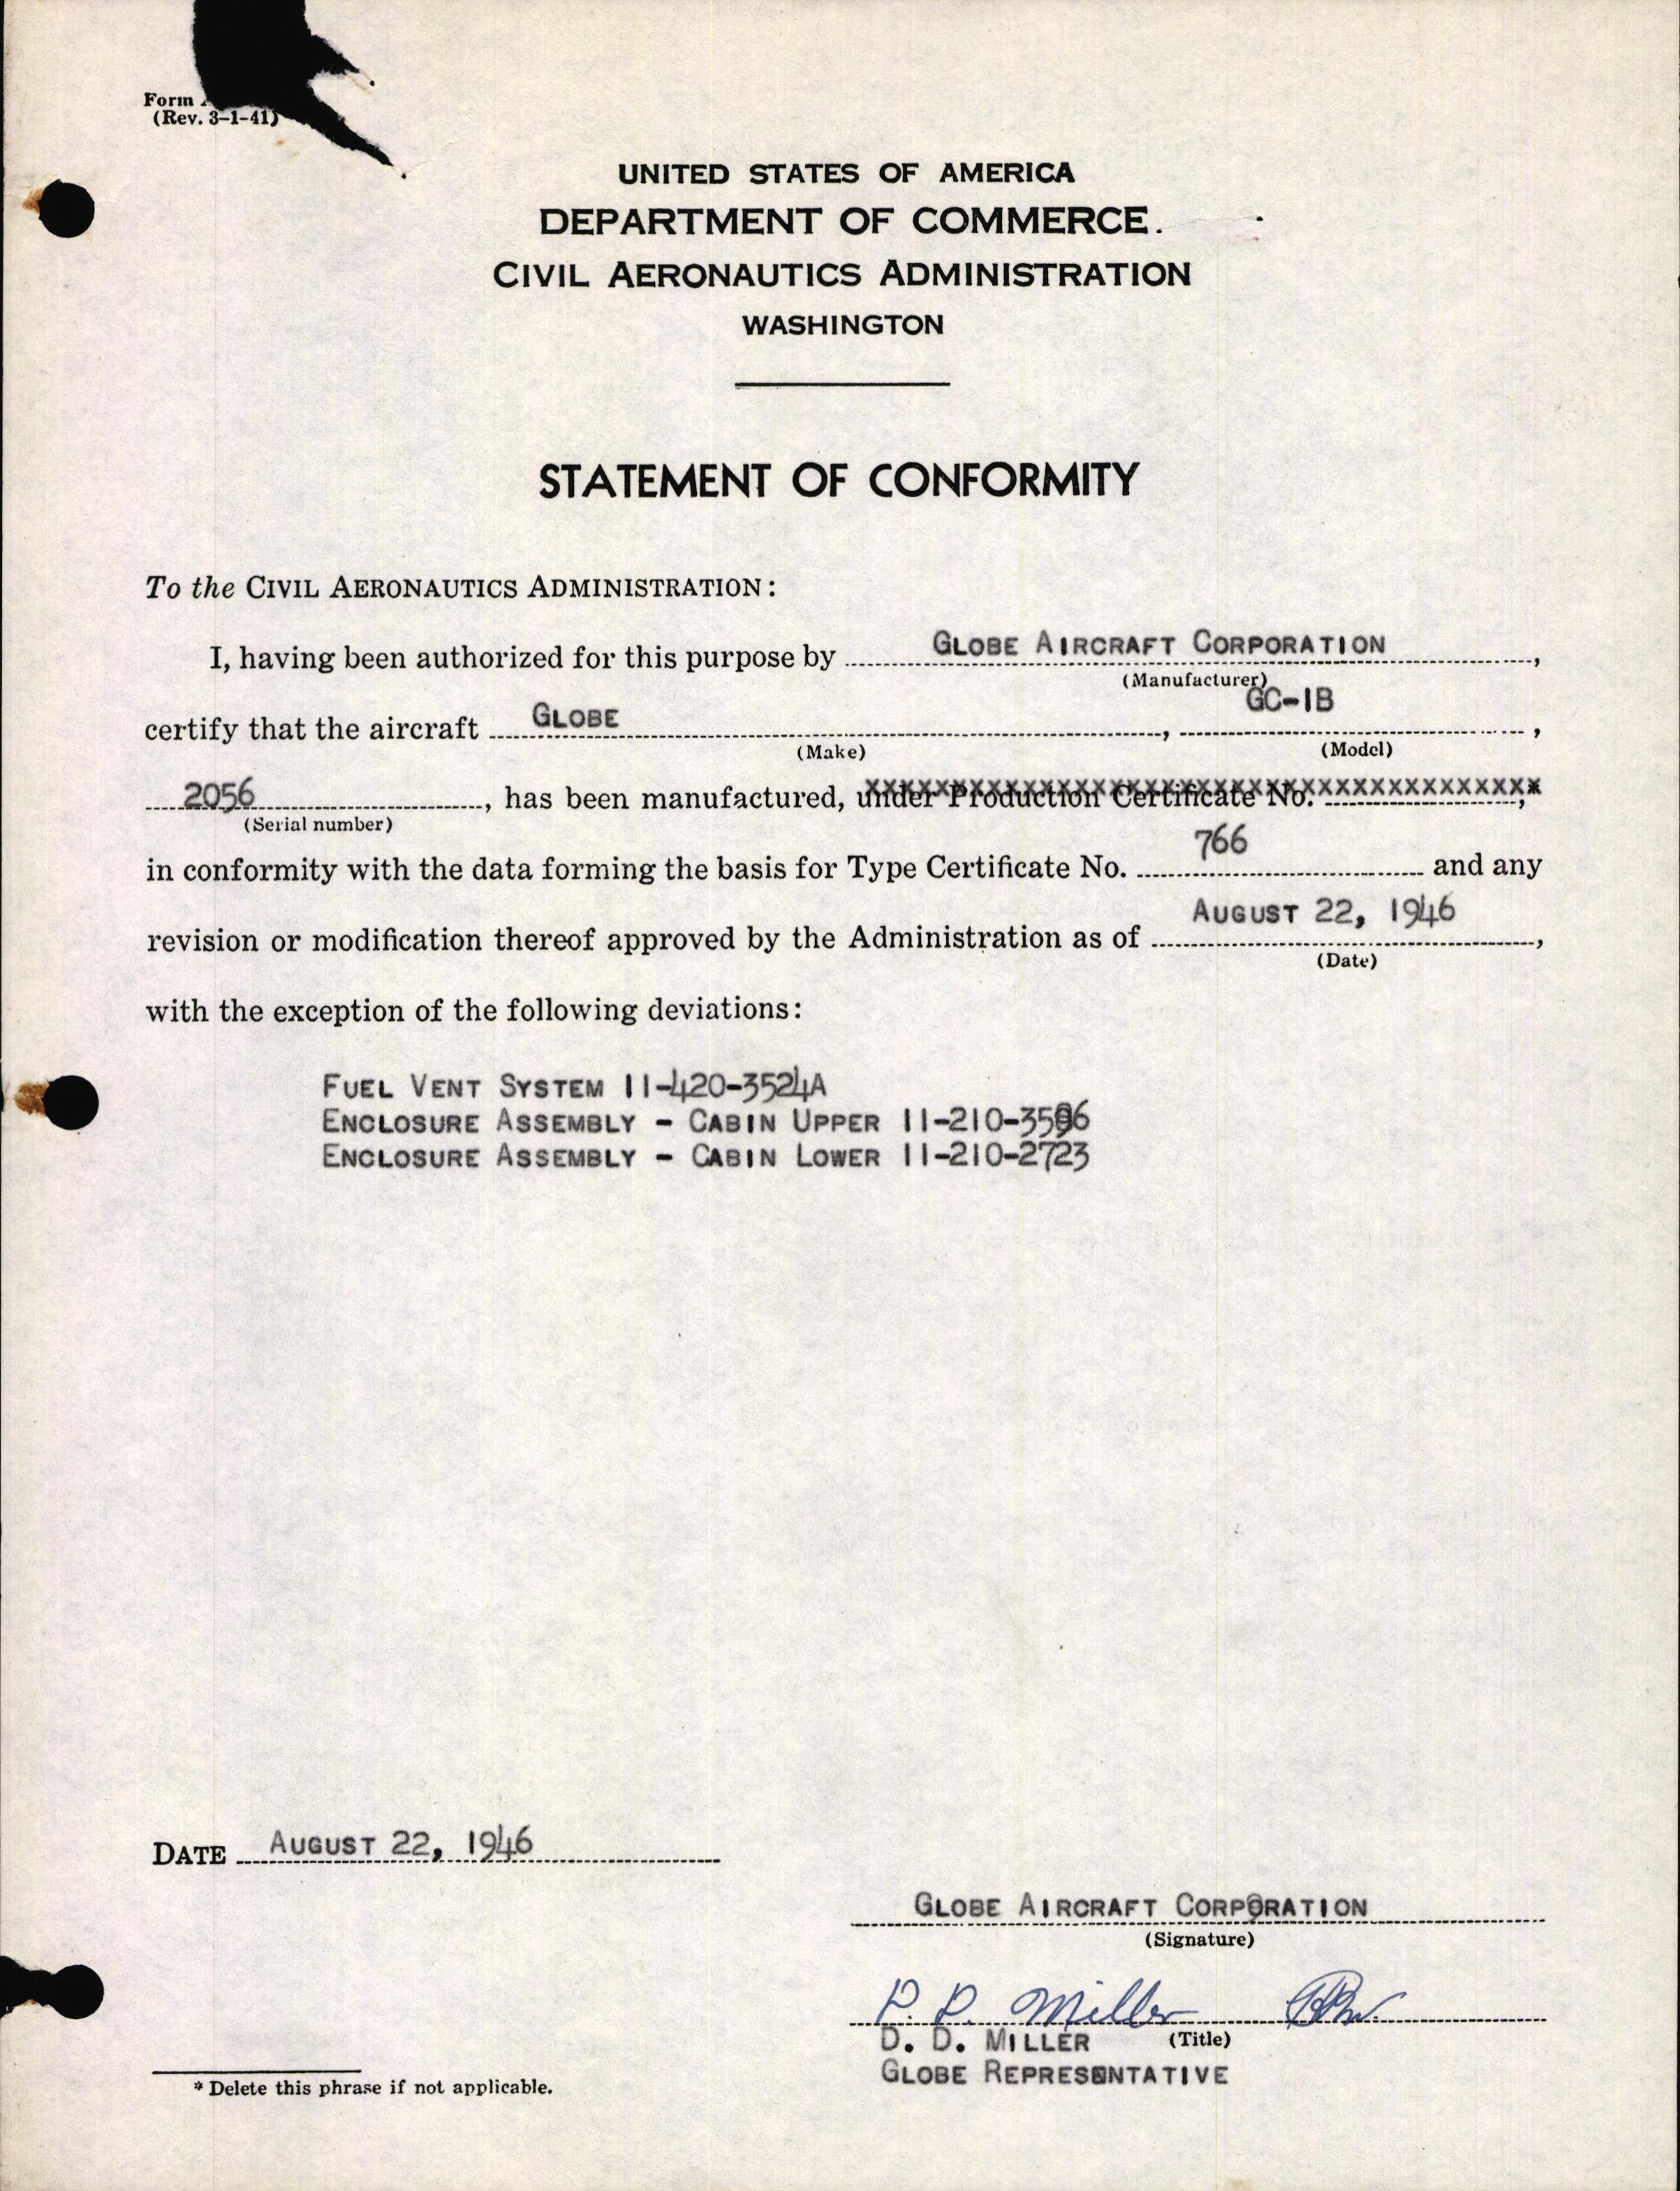 Form
(Rev. 3-1-41)
UNITED STATES OF AMERICA
DEPARTMENT OF COMMERCE.
CIVIL AERONAUTICS ADMINISTRATION
WASHINGTON
STATEMENT OF CONFORMITY
To the CIVIL AERONAUTICS ADMINISTRATION:
I, having been authorized for this purpose by GLOBE AIRCRAFT CORPORATION,
(Manufacturer)
certify that the aircraft GLOBE, GC-1B,
(Make) (Model)
2056, has been manufactured, under Production Certificate No. ,*
(Serial number)
in conformity with the data forming the basis for Type Certificate No. 766 and any
revision or modification thereof approved by the Administration as of AUGUST 22, 1946,
(Date)
with the exception of the following deviations:
FUEL VENT SYSTEM 11-420-3524A
ENCLOSURE ASSEMBLY - CABIN UPPER
ENCLOSURE ASSEMBLY - CABIN LOWER 11-210-2723
DATE AUGUST 22, 1946
GLOBE AIRCRAFT CORPORATION
(Signature)
D. D. Miller
D. D. MILLER (Title)
GLOBE REPRESENTATIVE
* Delete this phrase if not applicable.